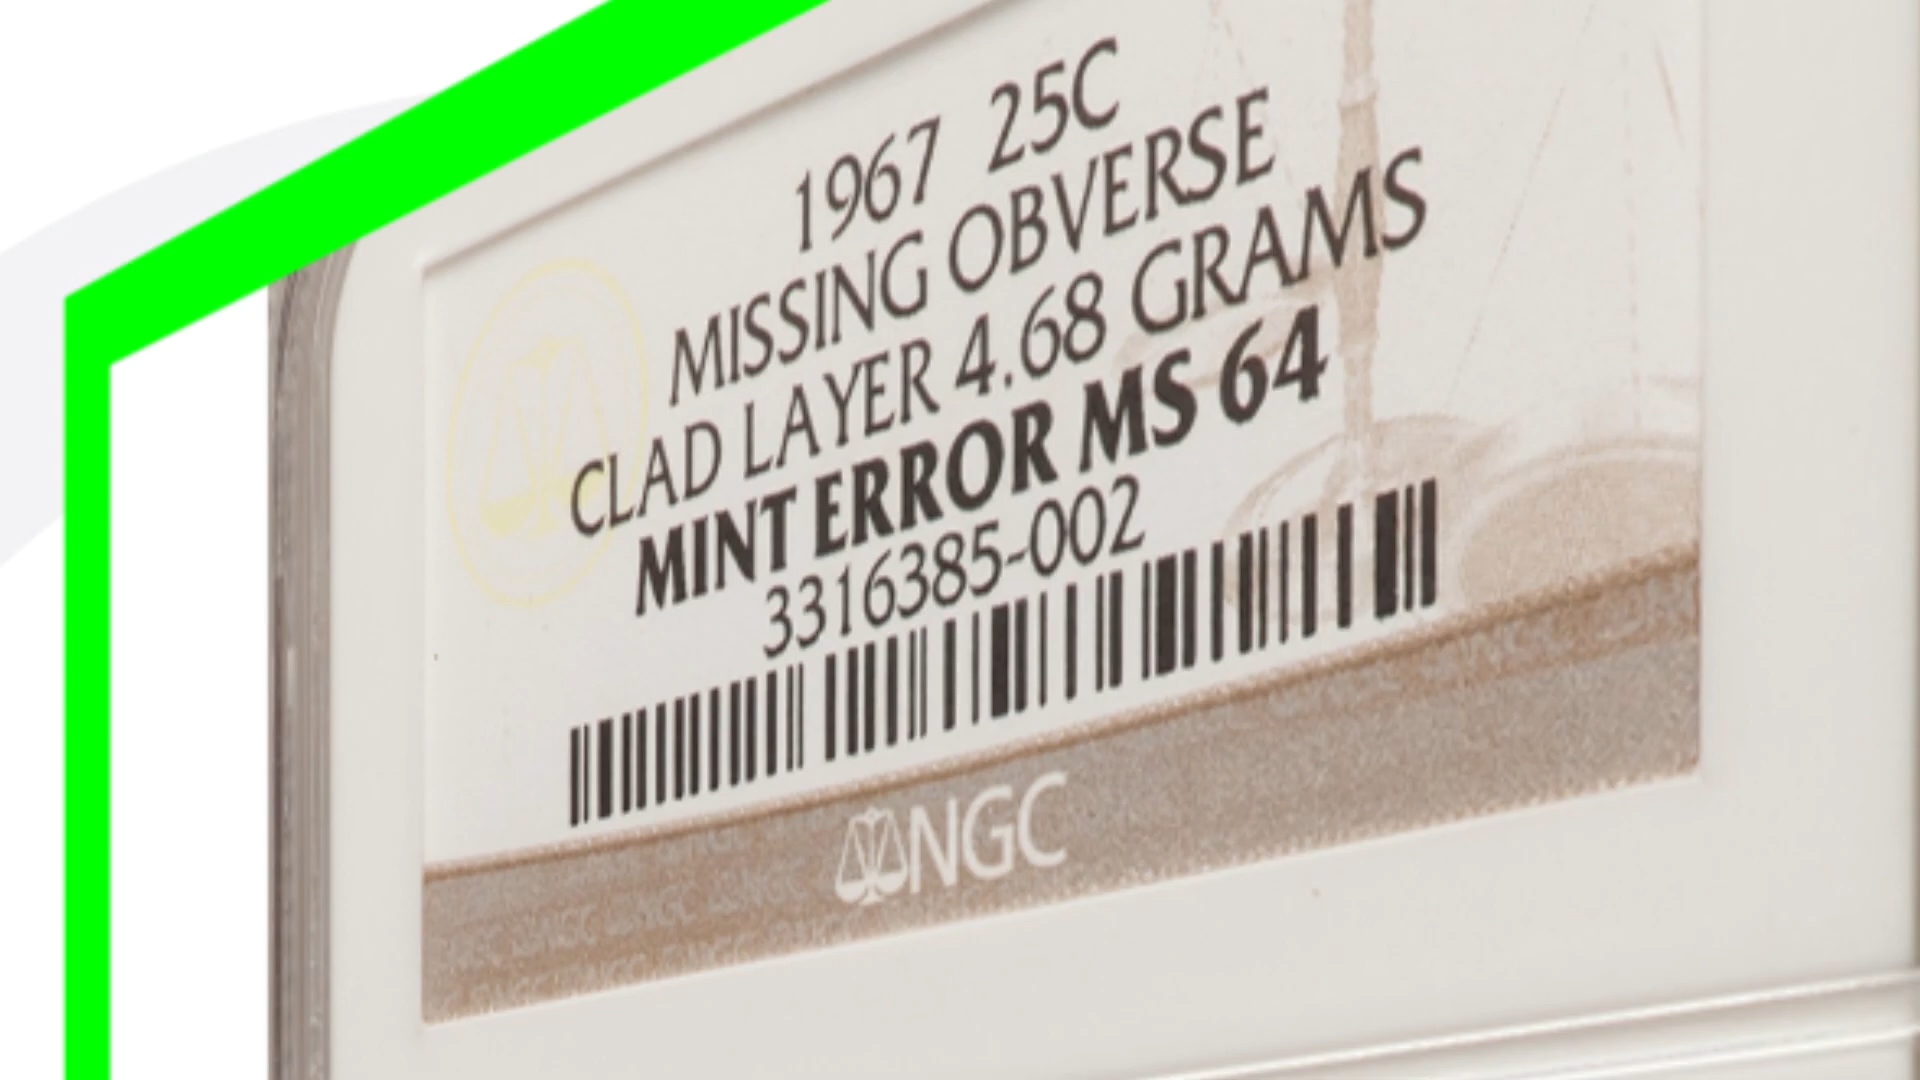 1967 25C
MISSING OBVERSE
CLAD LAYER 4.68 GRAMS
MINT ERROR MS 64
3316385-002
NGC